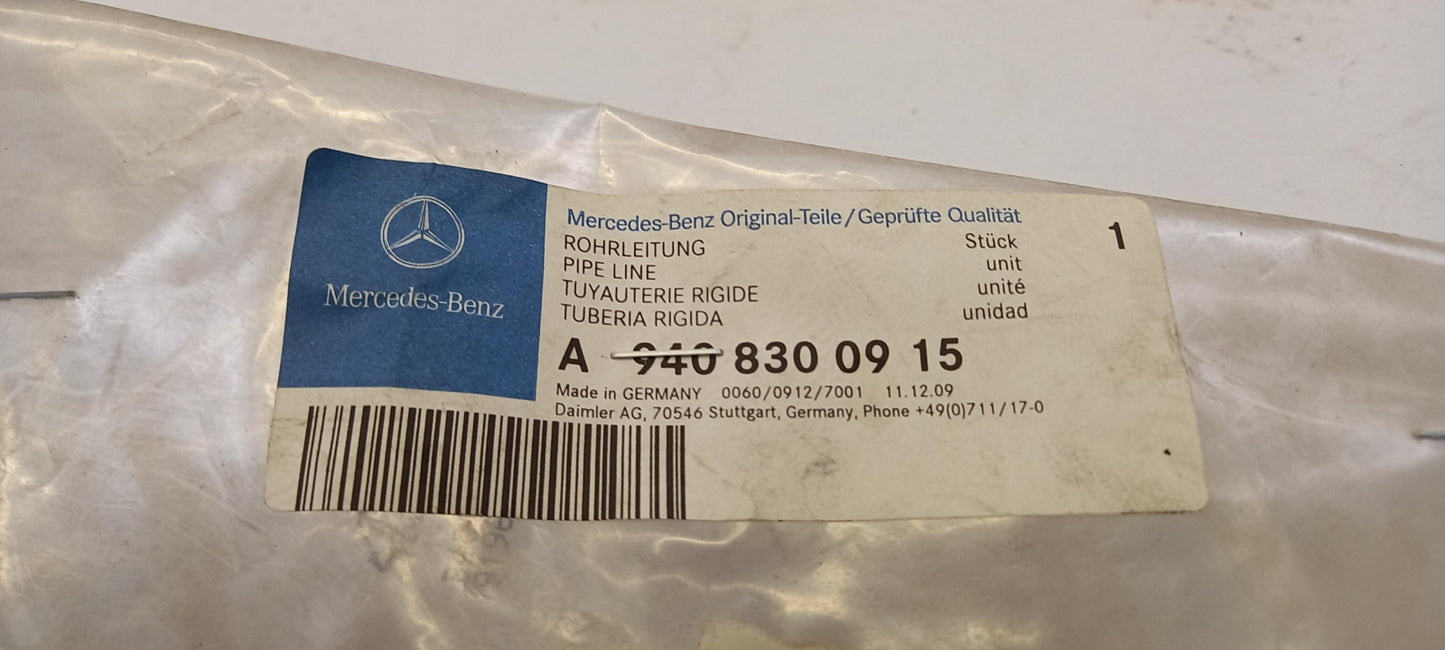 Mercedes-Benz
Mercedes-Benz Original-Teile/Geprüfte Qualität
ROHRLEITUNG Stück 1
PIPE LINE unit
TUYAUTERIE RIGIDE unité
TUBERIA RIGIDA unidad
A 940 830 09 15
Made in GERMANY 0060/0912/7001 11.12.09
Daimler AG, 70546 Stuttgart, Germany, Phone +49(0)711/17-0